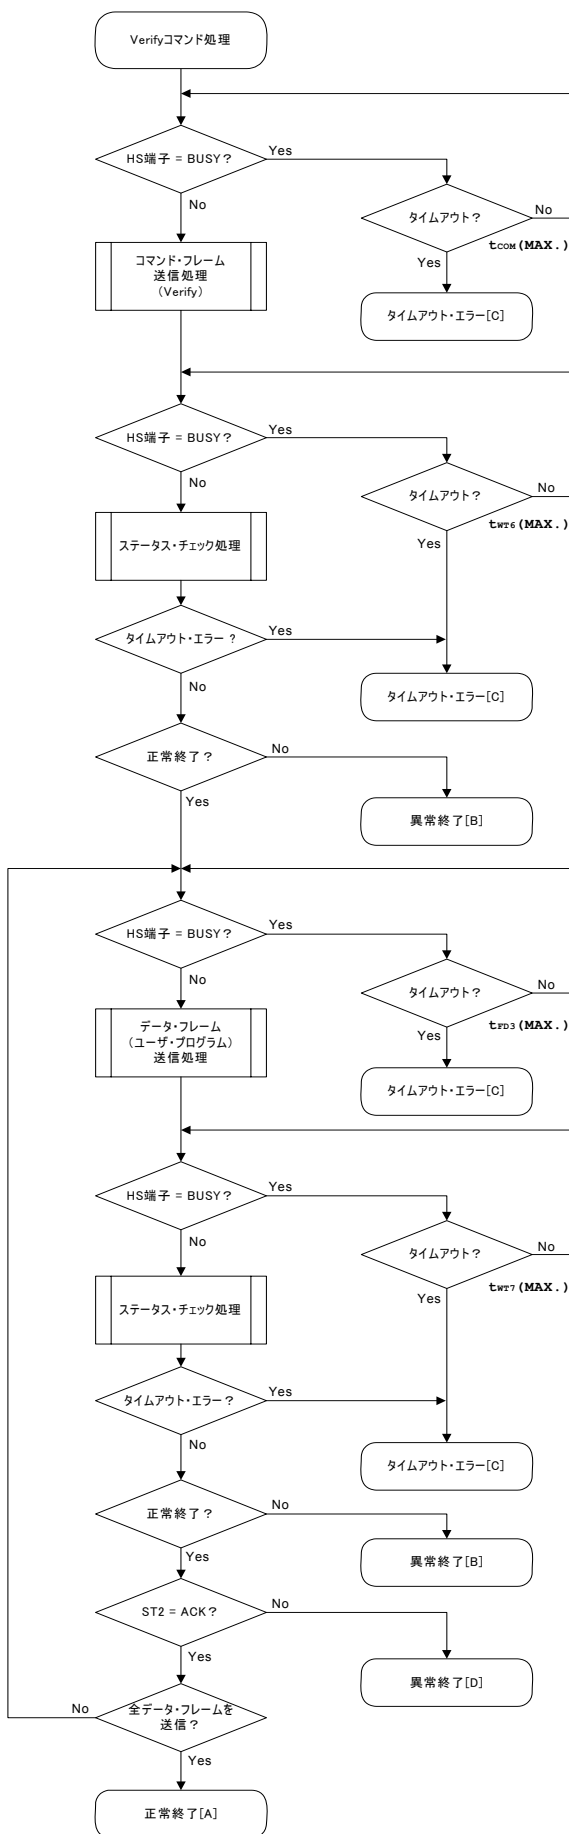 Verifyコマンド処理
HS端子 = BUSY?
Yes
No
タイムアウト?
No
tCOM(MAX.)
Yes
コマンド・フレーム
送信処理
(Verify)
タイムアウト・エラー[C]
HS端子 = BUSY?
Yes
No
タイムアウト?
No
tWT6(MAX.)
Yes
ステータス・チェック処理
タイムアウト・エラー ?
Yes
No
タイムアウト・エラー[C]
正常終了?
No
Yes
異常終了[B]
HS端子 = BUSY?
Yes
No
タイムアウト?
No
tFD3(MAX.)
Yes
データ・フレーム
(ユーザ・プログラム)
送信処理
タイムアウト・エラー[C]
HS端子 = BUSY?
Yes
No
タイムアウト?
No
tWT7(MAX.)
Yes
ステータス・チェック処理
タイムアウト・エラー?
Yes
No
タイムアウト・エラー[C]
正常終了?
No
Yes
異常終了[B]
ST2 = ACK?
No
Yes
異常終了[D]
全データ・フレームを
送信?
No
Yes
正常終了[A]